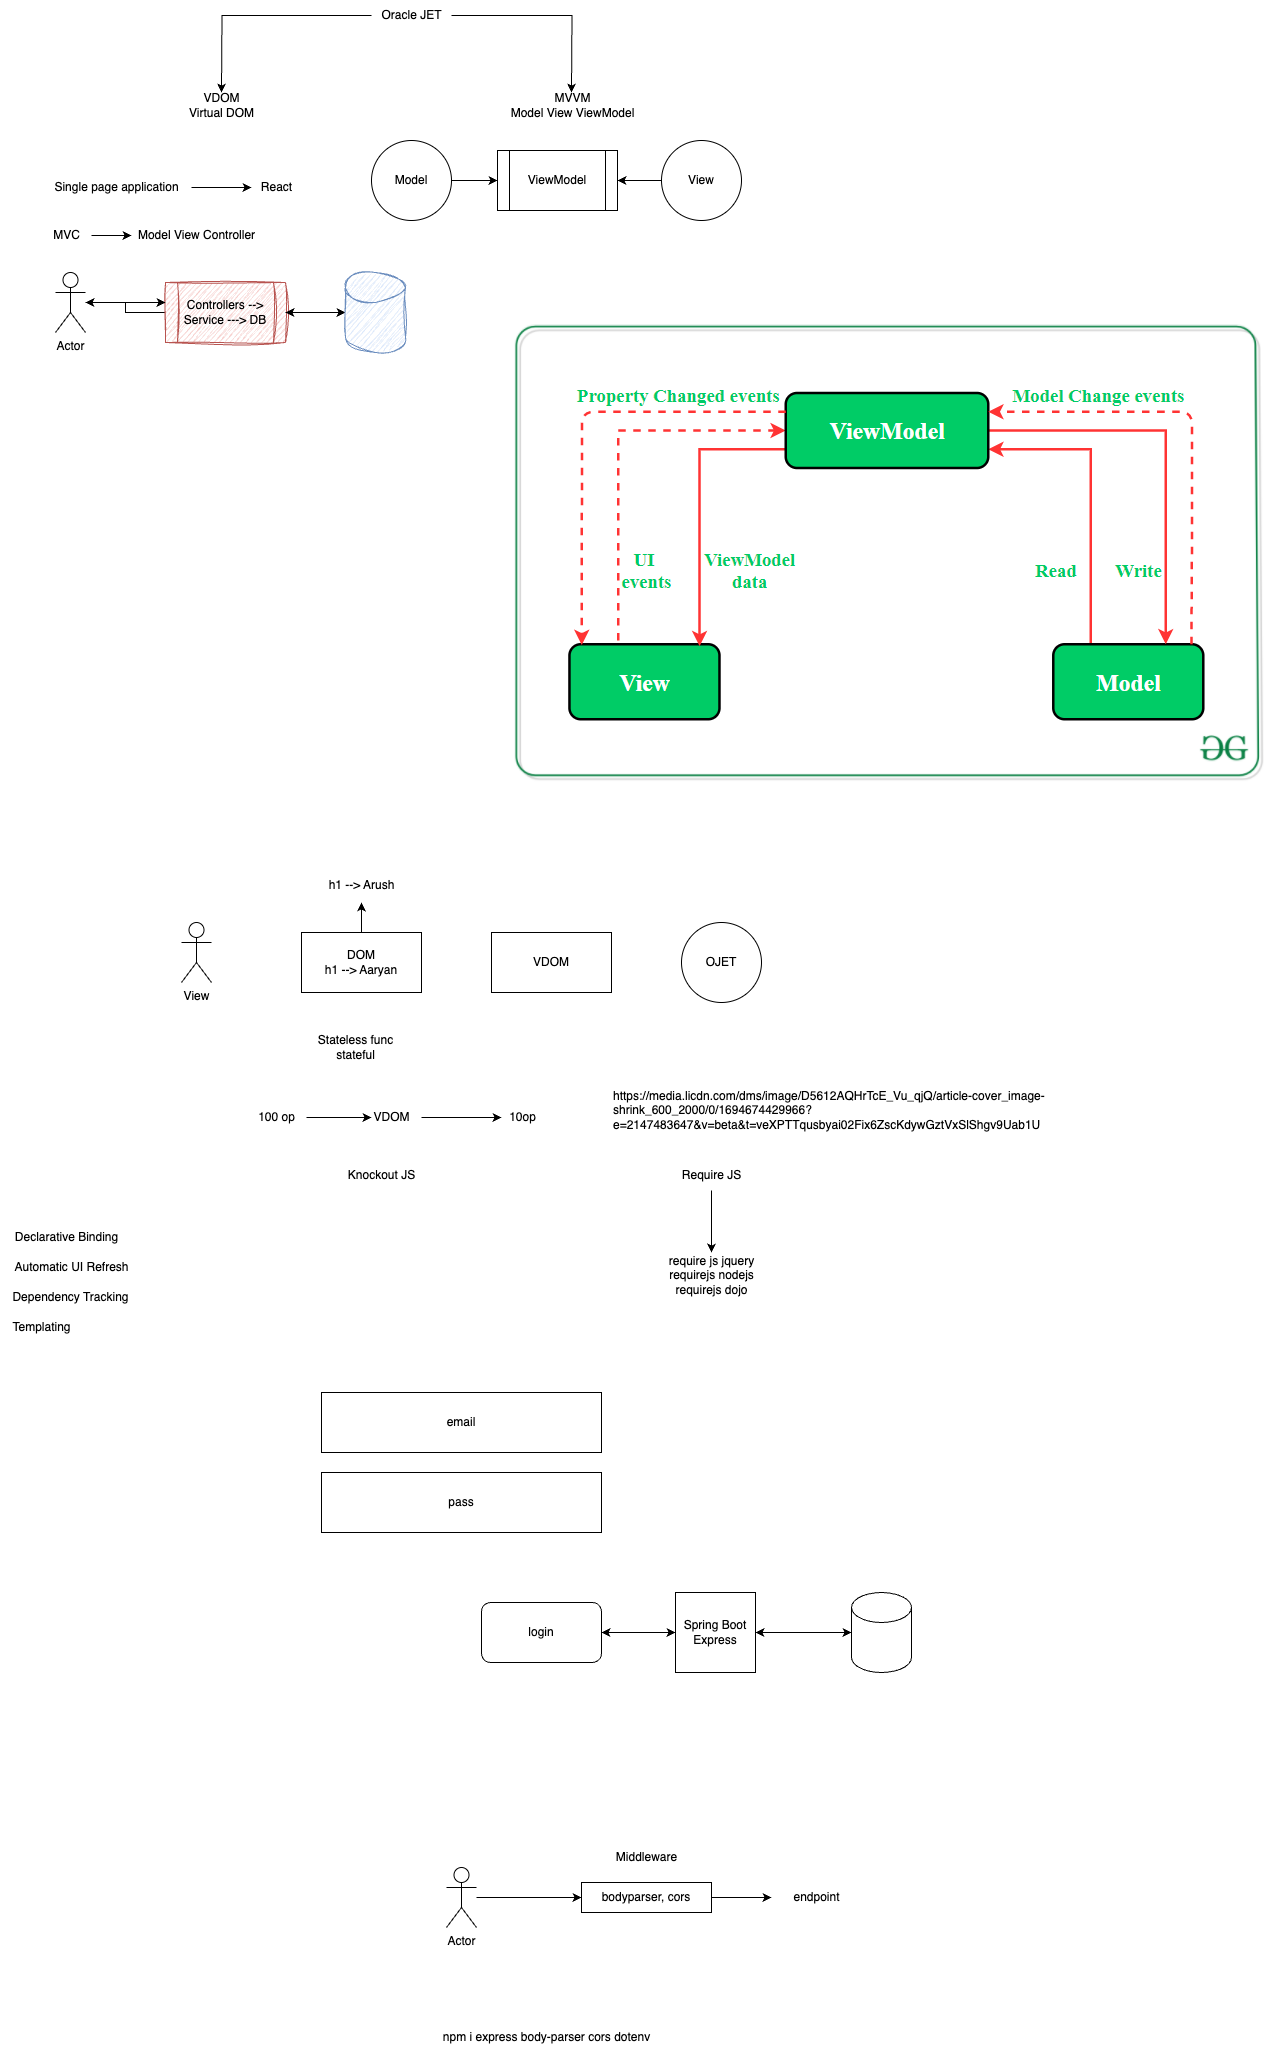 Oracle JET
VDOM
Virtual DOM
MVVM
Model View ViewModel
Model
ViewModel
View
Single page application
React
MVC
Model View Controller
Controllers -->
Service ---> DB
Actor
Property Changed events
ViewModel
Model Change events
UI
events
ViewModel
data
Read
Write
View
Model
GG
h1 --> Arush
DOM
h1 --> Aaryan
VDOM
OJET
View
Stateless func
stateful
100 op
VDOM
10op
https://media.licdn.com/dms/image/D5612AQHrTcE_Vu_qjQ/article-cover_image-
shrink_600_2000/0/1694674429966?
e=2147483647&v=beta&t=veXPTTqusbyai02Fix6ZscKdywGztVxSlShgv9Uab1U
Knockout JS
Require JS
Declarative Binding
Automatic UI Refresh
Dependency Tracking
Templating
require js jquery
requirejs nodejs
requirejs dojo
email
pass
login
Spring Boot
Express
Middleware
bodyparser, cors
endpoint
Actor
npm i express body-parser cors dotenv